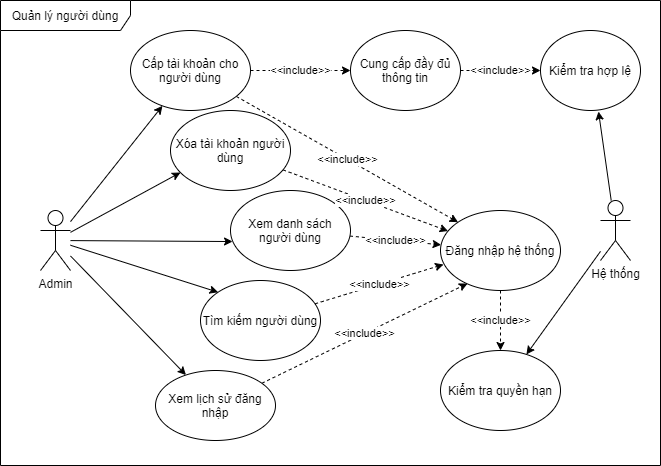 Quản lý người dùng
Cấp tài khoản cho
người dùng
<<include>>
Cung cấp đầy đủ
thông tin
<<include>>
Kiểm tra hợp lệ
Xóa tài khoản người
dùng
<<include>>
<<include>>
Xem danh sách
người dùng
<<include>>
Đăng nhập hệ thống
Admin
Hệ thống
<<include>>
Tìm kiếm người dùng
<<include>>
<<include>>
Xem lịch sử đăng
nhập
Kiểm tra quyền hạn